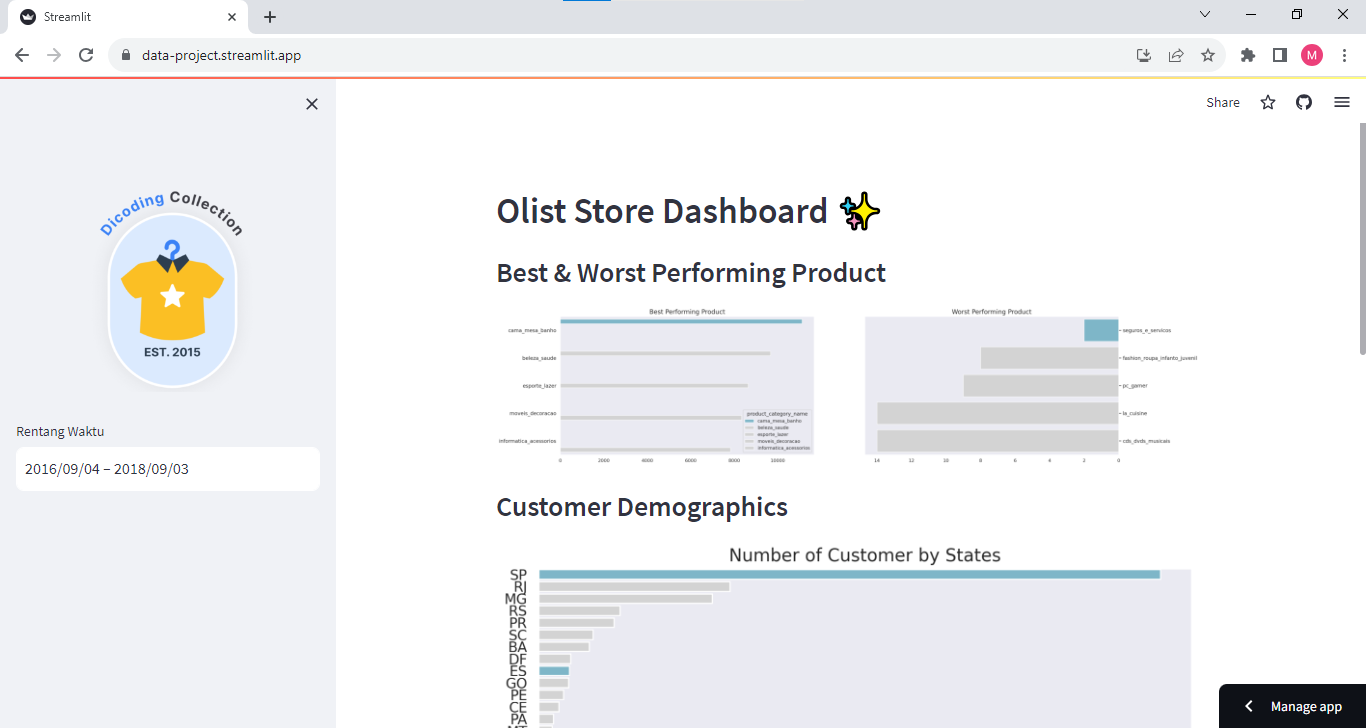 Streamlit
data-project.streamlit.app
M
Share
Dicoding Collection
EST. 2015
Rentang Waktu
2016/09/04 – 2018/09/03
Olist Store Dashboard
Best & Worst Performing Product
Best Performing Product
cama_mesa_banho
beleza_saude
esporte_lazer
moveis_decoracao
informatica_acessorios
product_category_name
cama_mesa_banho
beleza_saude
esporte_lazer
moveis_decoracao
informatica_acessorios
0 2000 4000 6000 8000 10000
Worst Performing Product
seguros_e_servicos
fashion_roupa_infanto_juvenil
pc_gamer
la_cuisine
cds_dvds_musicais
14 12 10 8 6 4 2 0
Customer Demographics
Number of Customer by States
SP
RJ
MG
RS
PR
SC
BA
DF
ES
GO
PE
CE
PA
MT
Manage app